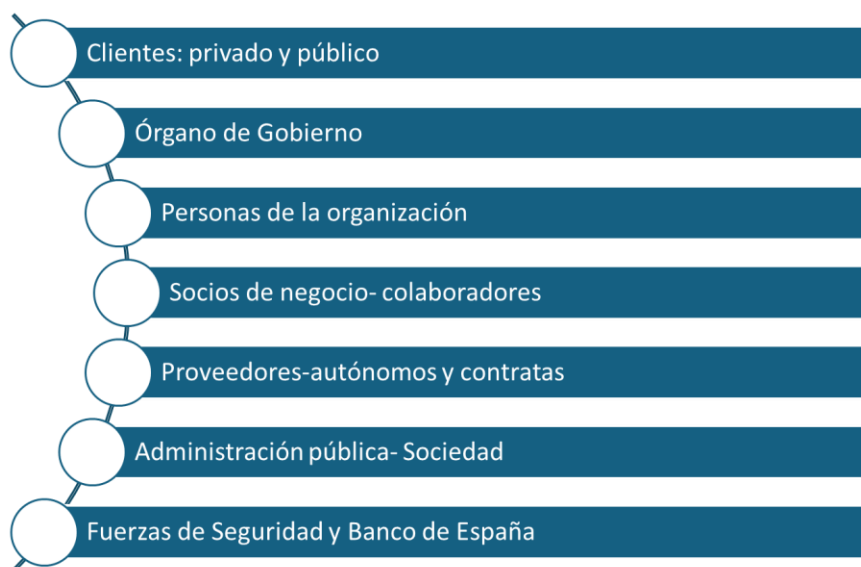 Clientes: privado y público
Órgano de Gobierno
Personas de la organización
Socios de negocio- colaboradores
Proveedores-autónomos y contratas
Administración pública- Sociedad
Fuerzas de Seguridad y Banco de España